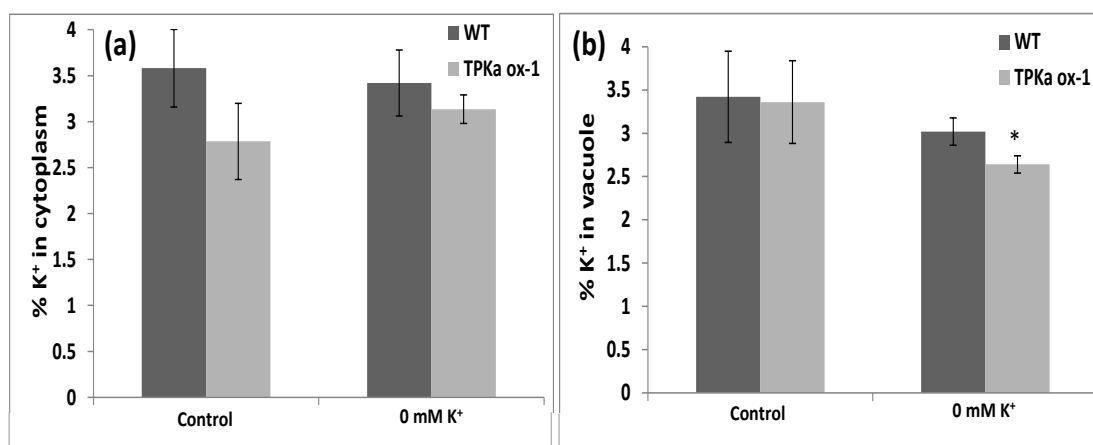 (a)
WT
TPKa ox-1
% K⁺ in cytoplasm
4
3.5
3
2.5
2
1.5
1
0.5
0
Control
0 mM K⁺
(b)
WT
TPKa ox-1
% K⁺ in vacuole
4
3.5
3
2.5
2
1.5
1
0.5
0
*
Control
0 mM K⁺